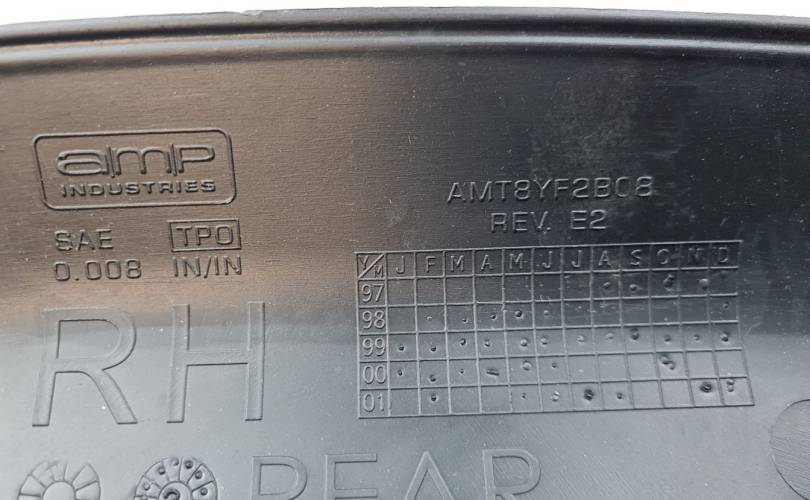 amp
INDUSTRIES
SAE TPO
0.008 IN/IN
AMT8YF2B08
REV. E2
Y/M J F M A M J J A S O N D
97
98
99
00
01
RH
REAR